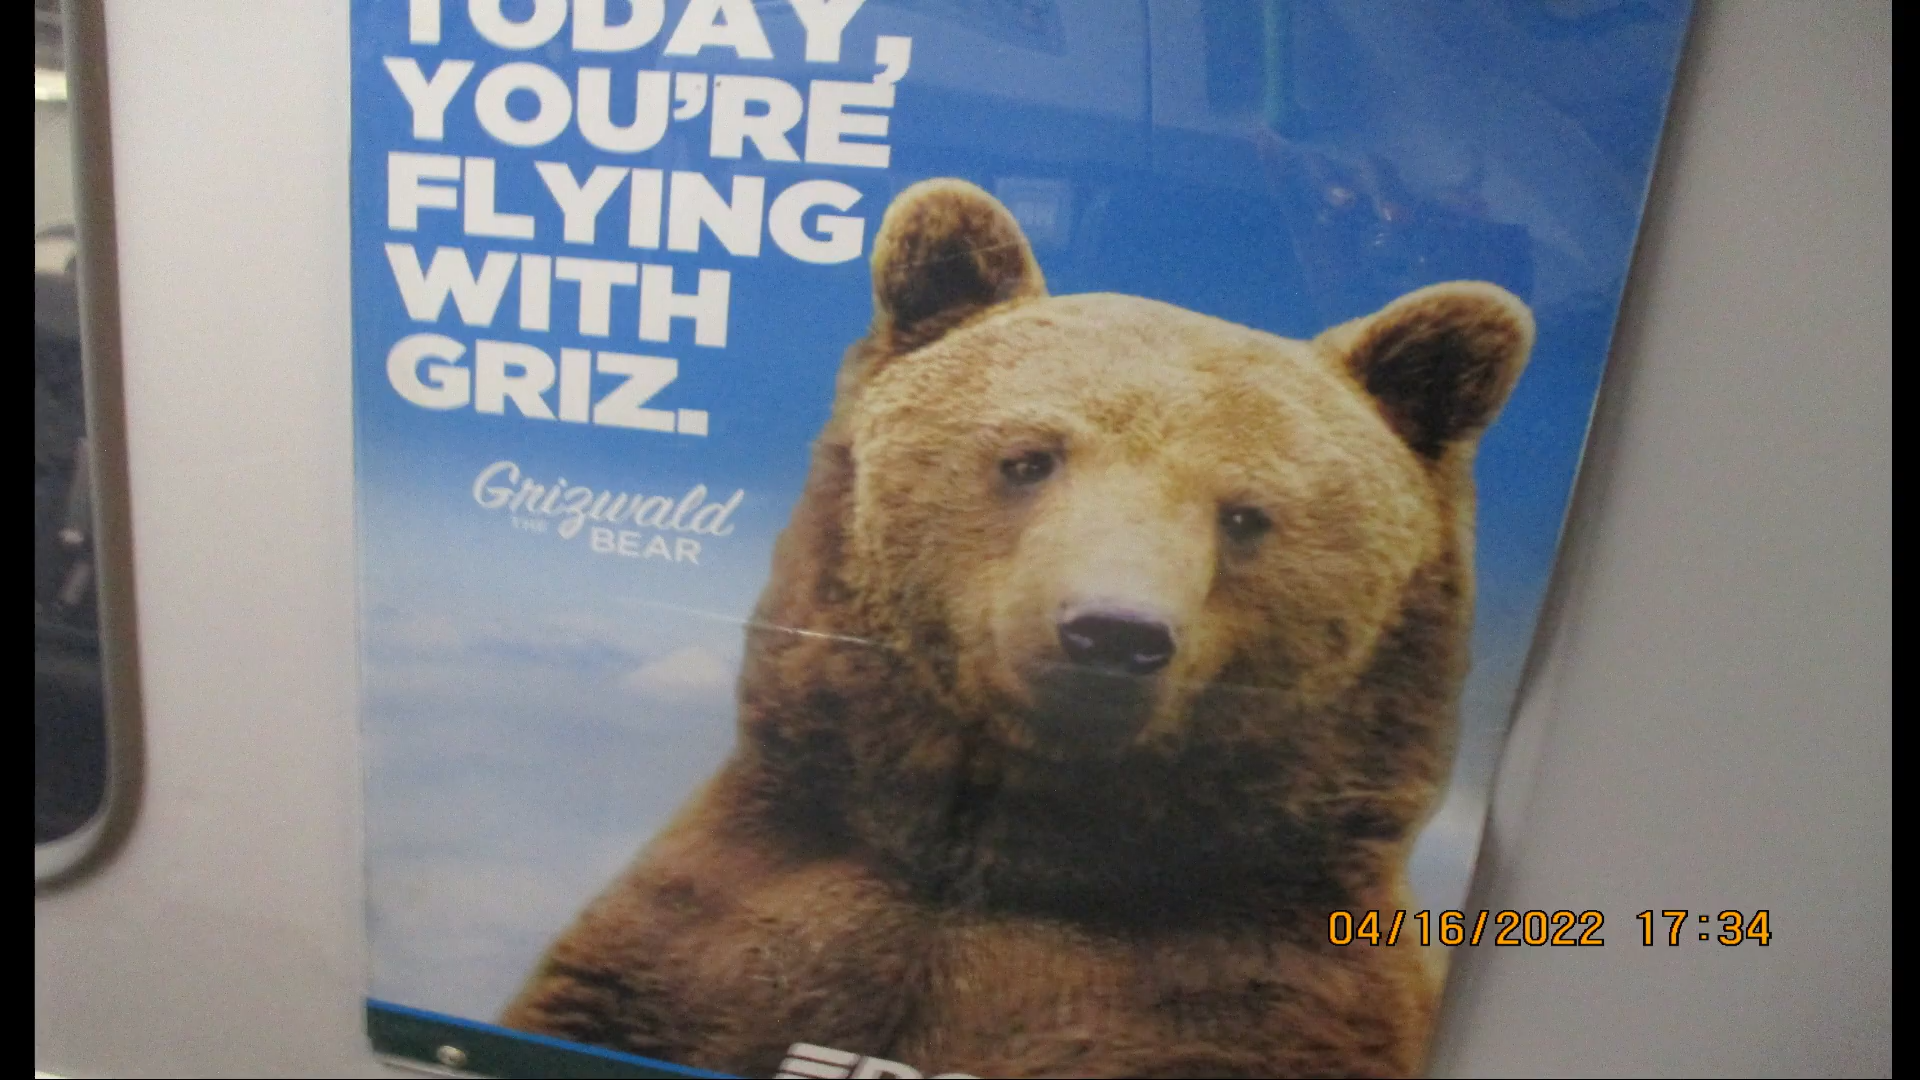 TODAY,
YOU'RE
FLYING
WITH
GRIZ.
Grizwald
THE BEAR
04/16/2022 17:34